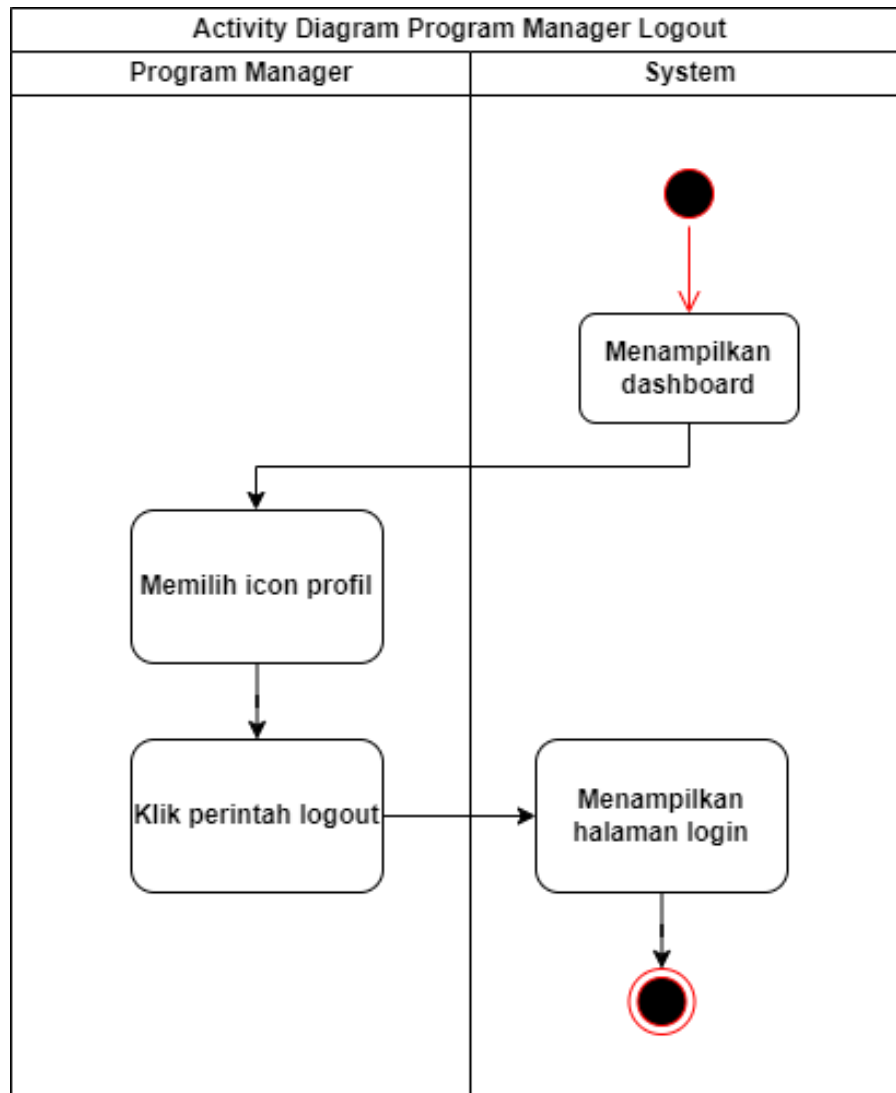 Activity Diagram Program Manager Logout
Program Manager
System
Menampilkan
dashboard
Memilih icon profil
Klik perintah logout
Menampilkan
halaman login